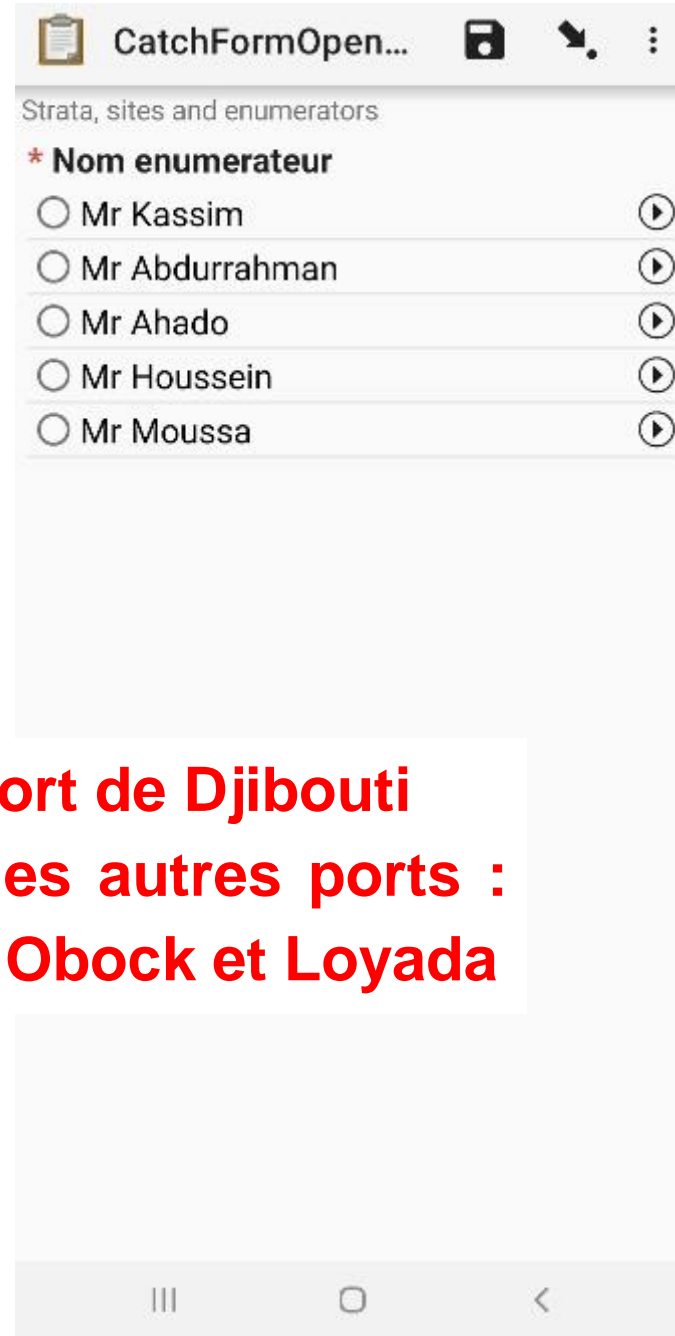 CatchFormOpen...
Strata, sites and enumerators
* Nom enumerateur
Mr Kassim
Mr Abdurrahman
Mr Ahado
Mr Houssein
Mr Moussa
ort de Djibouti
es autres ports :
Obock et Loyada